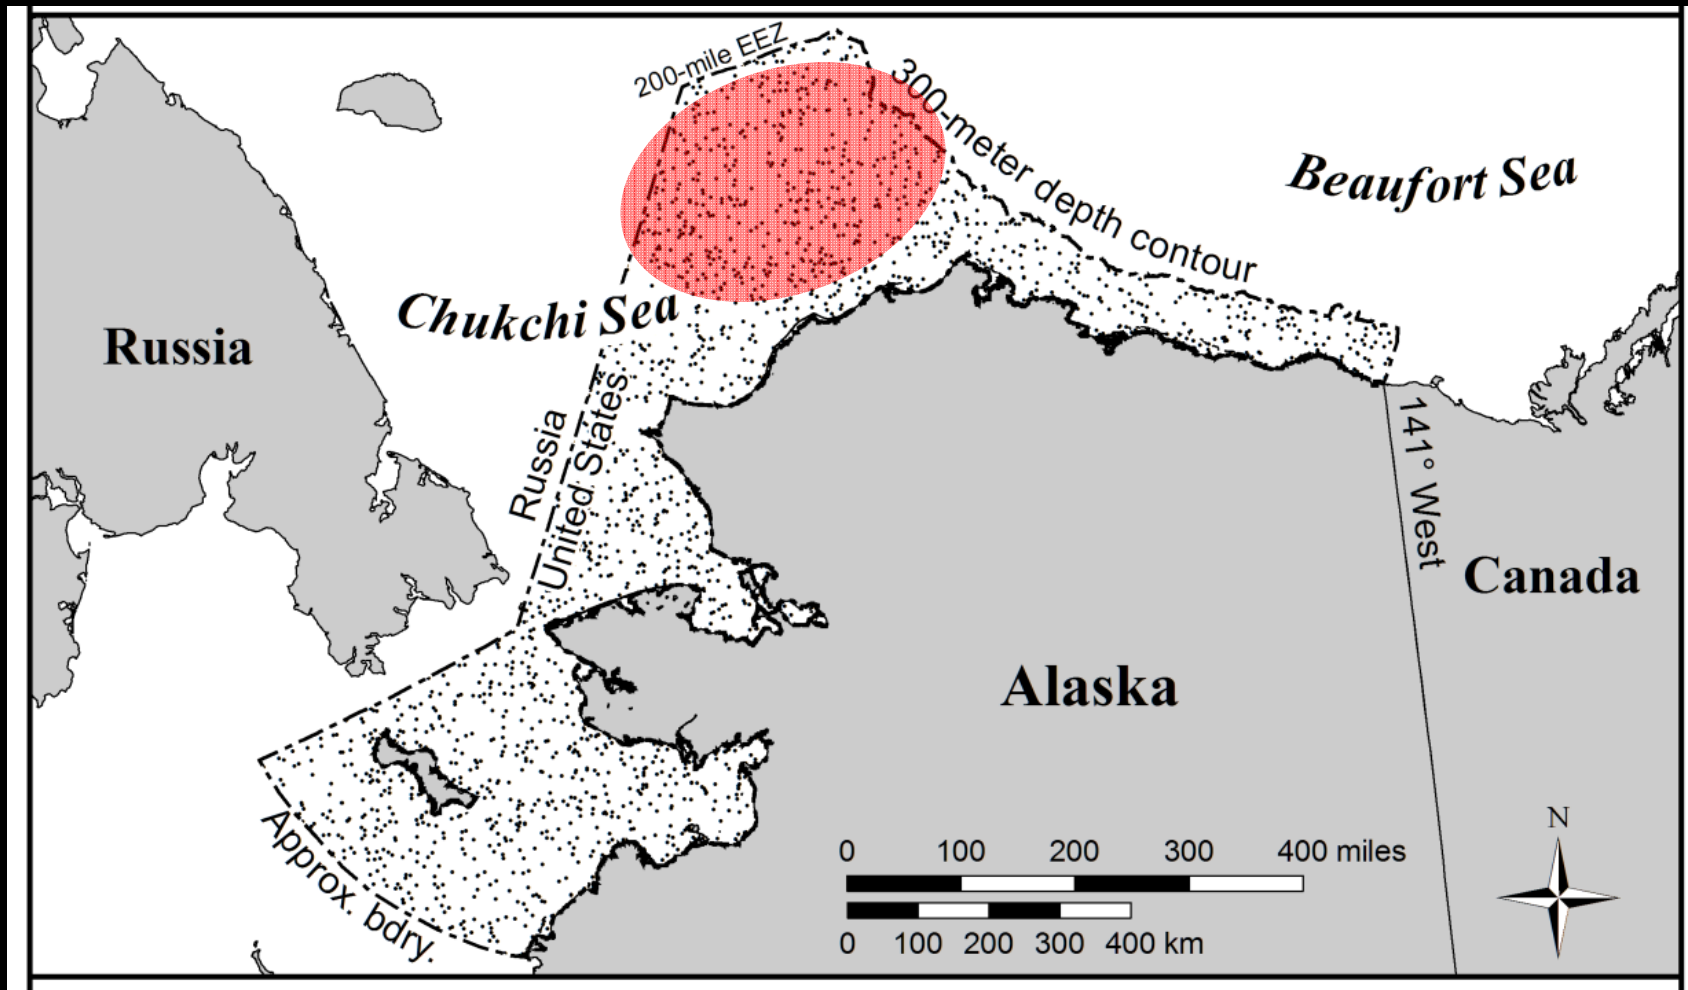 200-mile EEZ
300-meter depth contour
Beaufort Sea
Chukchi Sea
Russia
Russia
United States
141° West
Canada
Alaska
Approx. bdry.
N
0 100 200 300 400 miles
0 100 200 300 400 km